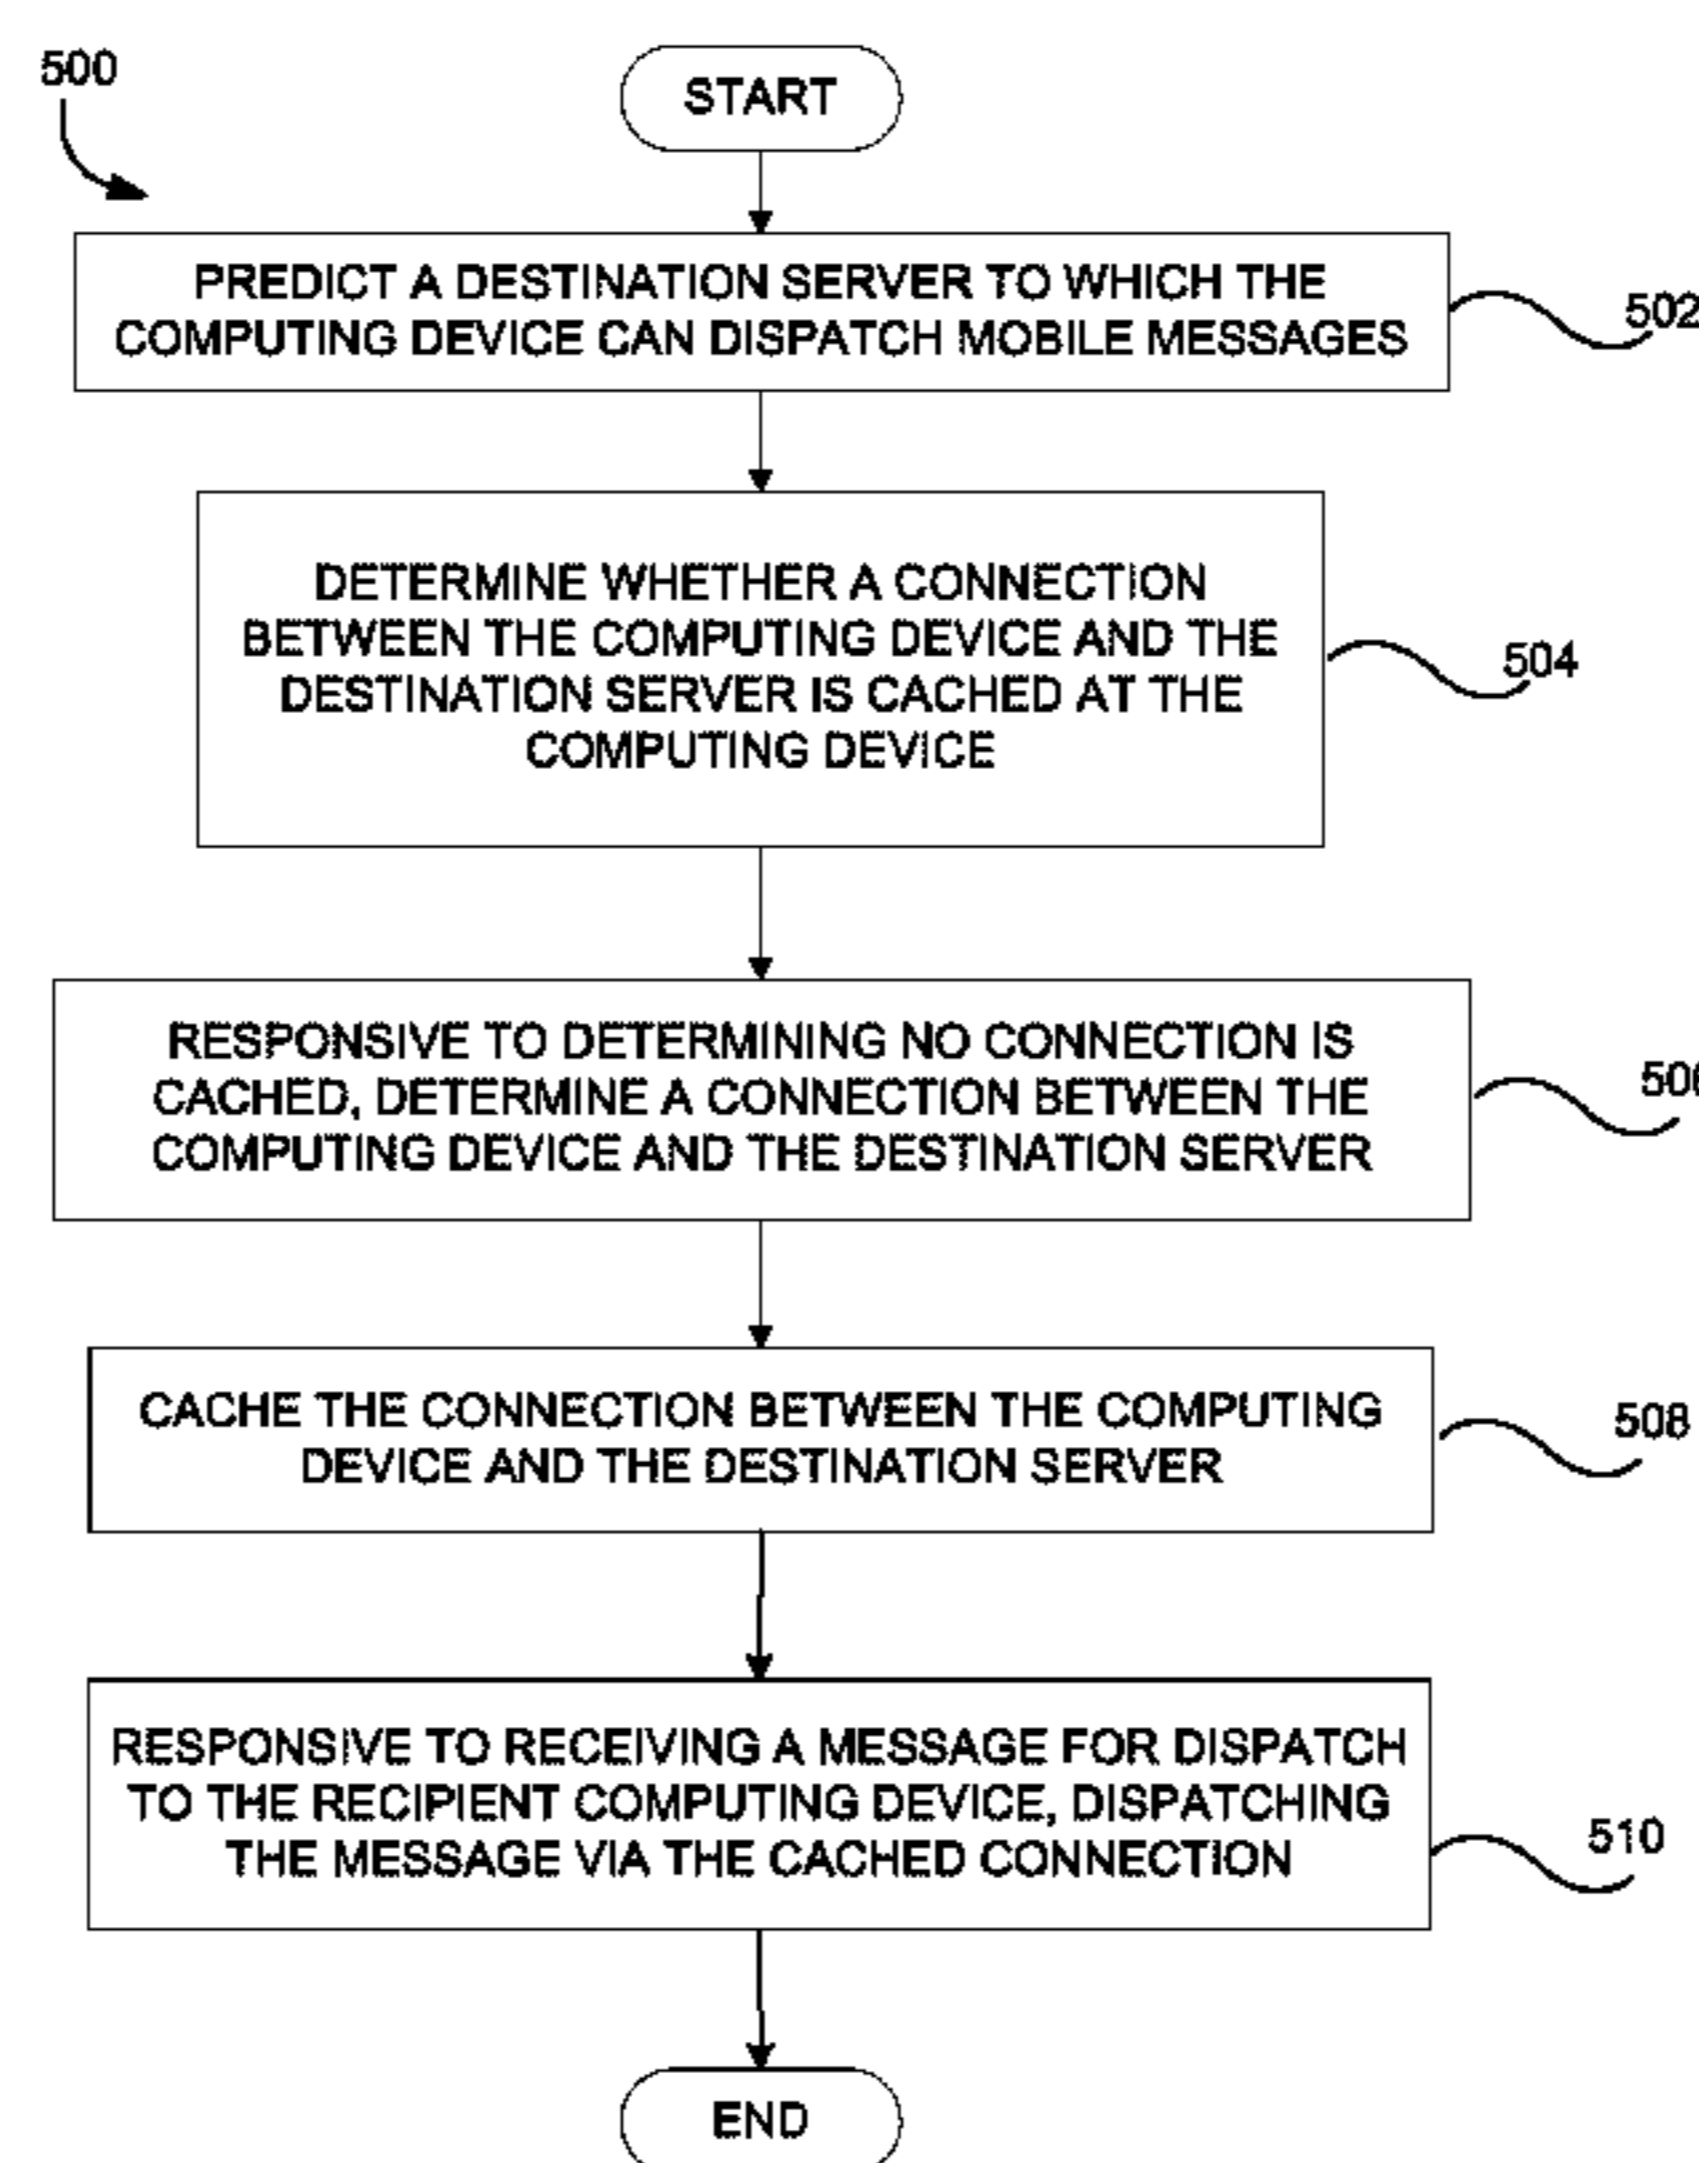 500
START
PREDICT A DESTINATION SERVER TO WHICH THE
COMPUTING DEVICE CAN DISPATCH MOBILE MESSAGES
502
DETERMINE WHETHER A CONNECTION
BETWEEN THE COMPUTING DEVICE AND THE
DESTINATION SERVER IS CACHED AT THE
COMPUTING DEVICE
504
RESPONSIVE TO DETERMINING NO CONNECTION IS
CACHED, DETERMINE A CONNECTION BETWEEN THE
COMPUTING DEVICE AND THE DESTINATION SERVER
506
CACHE THE CONNECTION BETWEEN THE COMPUTING
DEVICE AND THE DESTINATION SERVER
508
RESPONSIVE TO RECEIVING A MESSAGE FOR DISPATCH
TO THE RECIPIENT COMPUTING DEVICE, DISPATCHING
THE MESSAGE VIA THE CACHED CONNECTION
510
END